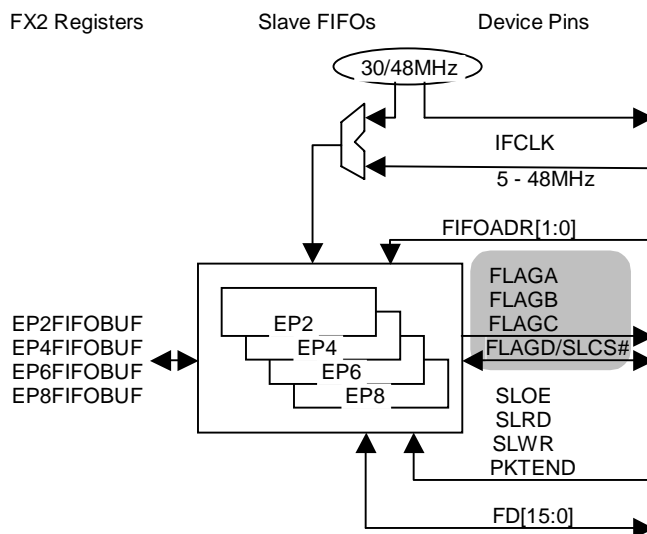 FX2 Registers
Slave FIFOs
Device Pins
30/48MHz
IFCLK
5 - 48MHz
FIFOADR[1:0]
FLAGA
FLAGB
FLAGC
FLAGD/SLCS#
EP2
EP4
EP6
EP8
EP2FIFOBUF
EP4FIFOBUF
EP6FIFOBUF
EP8FIFOBUF
SLOE
SLRD
SLWR
PKTEND
FD[15:0]